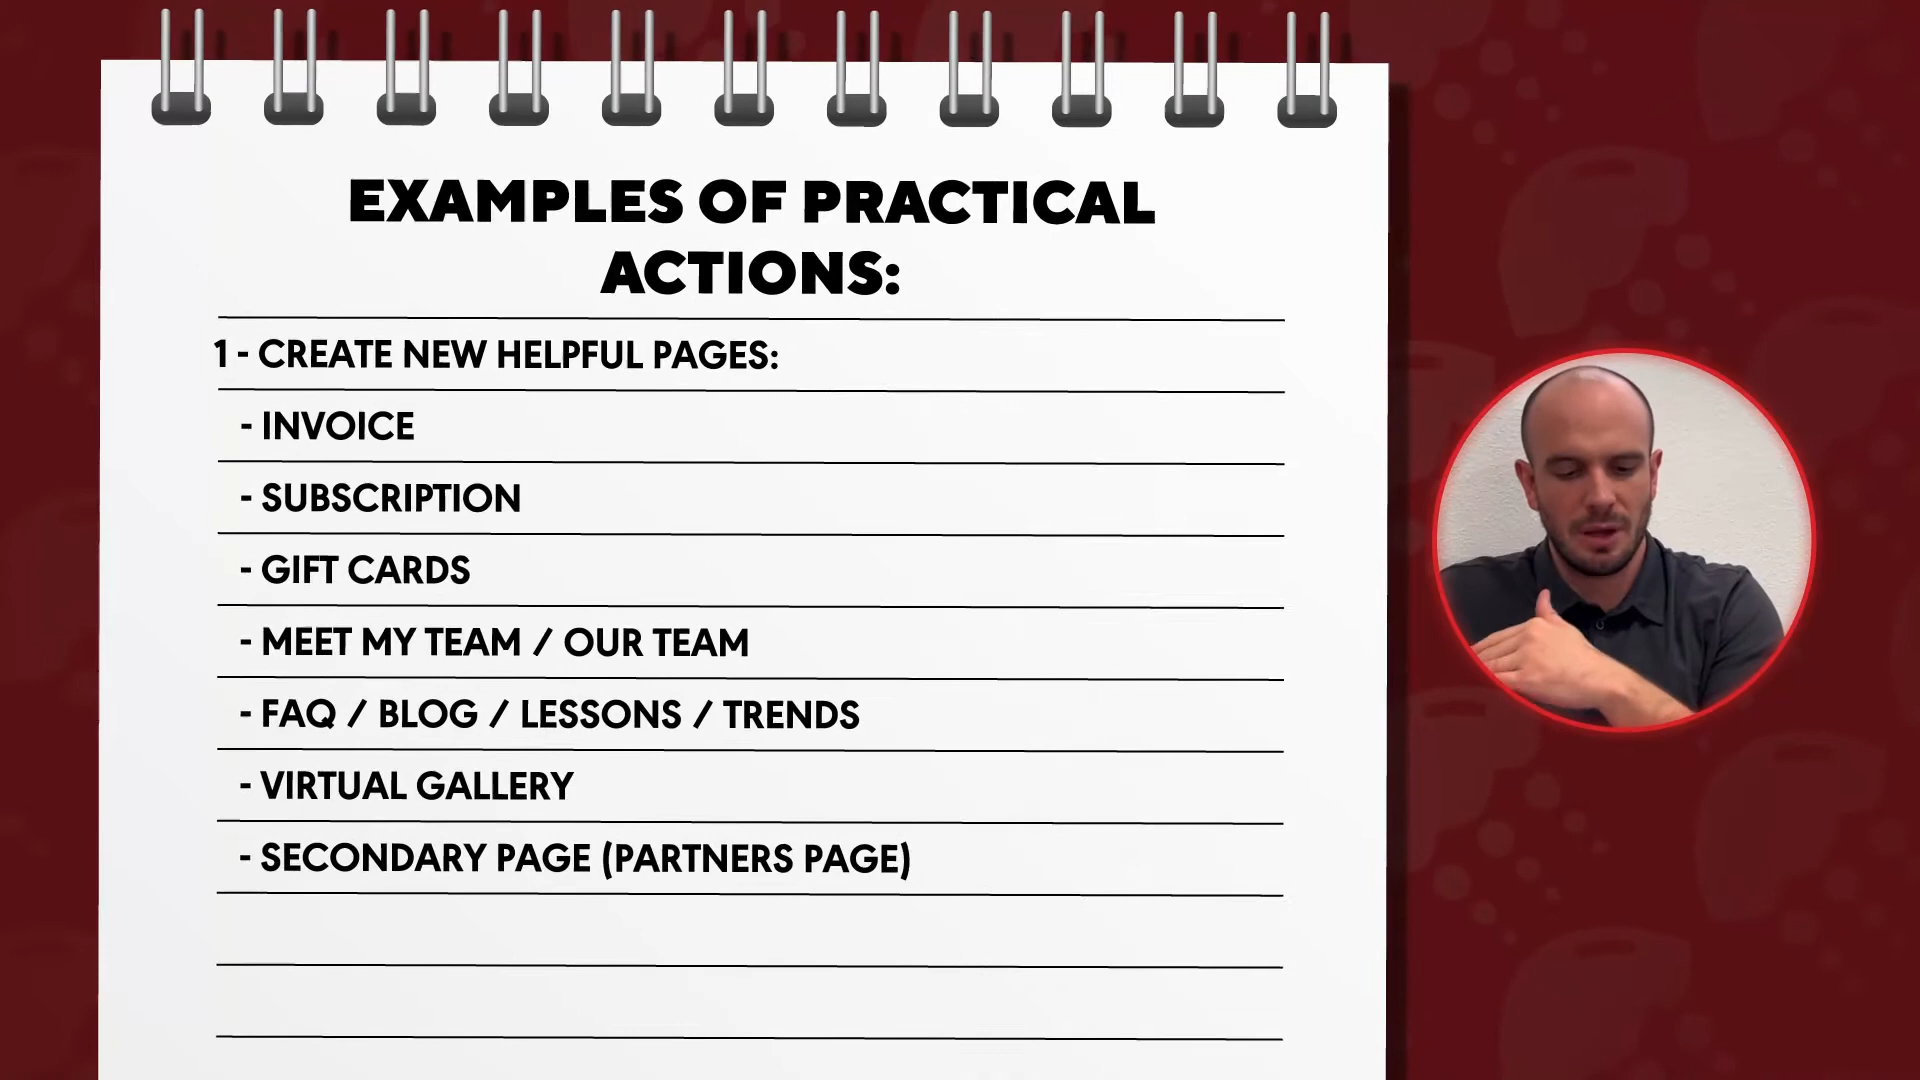 EXAMPLES OF PRACTICAL
ACTIONS:
1 - CREATE NEW HELPFUL PAGES:
- INVOICE
- SUBSCRIPTION
- GIFT CARDS
- MEET MY TEAM / OUR TEAM
- FAQ / BLOG / LESSONS / TRENDS
- VIRTUAL GALLERY
- SECONDARY PAGE (PARTNERS PAGE)